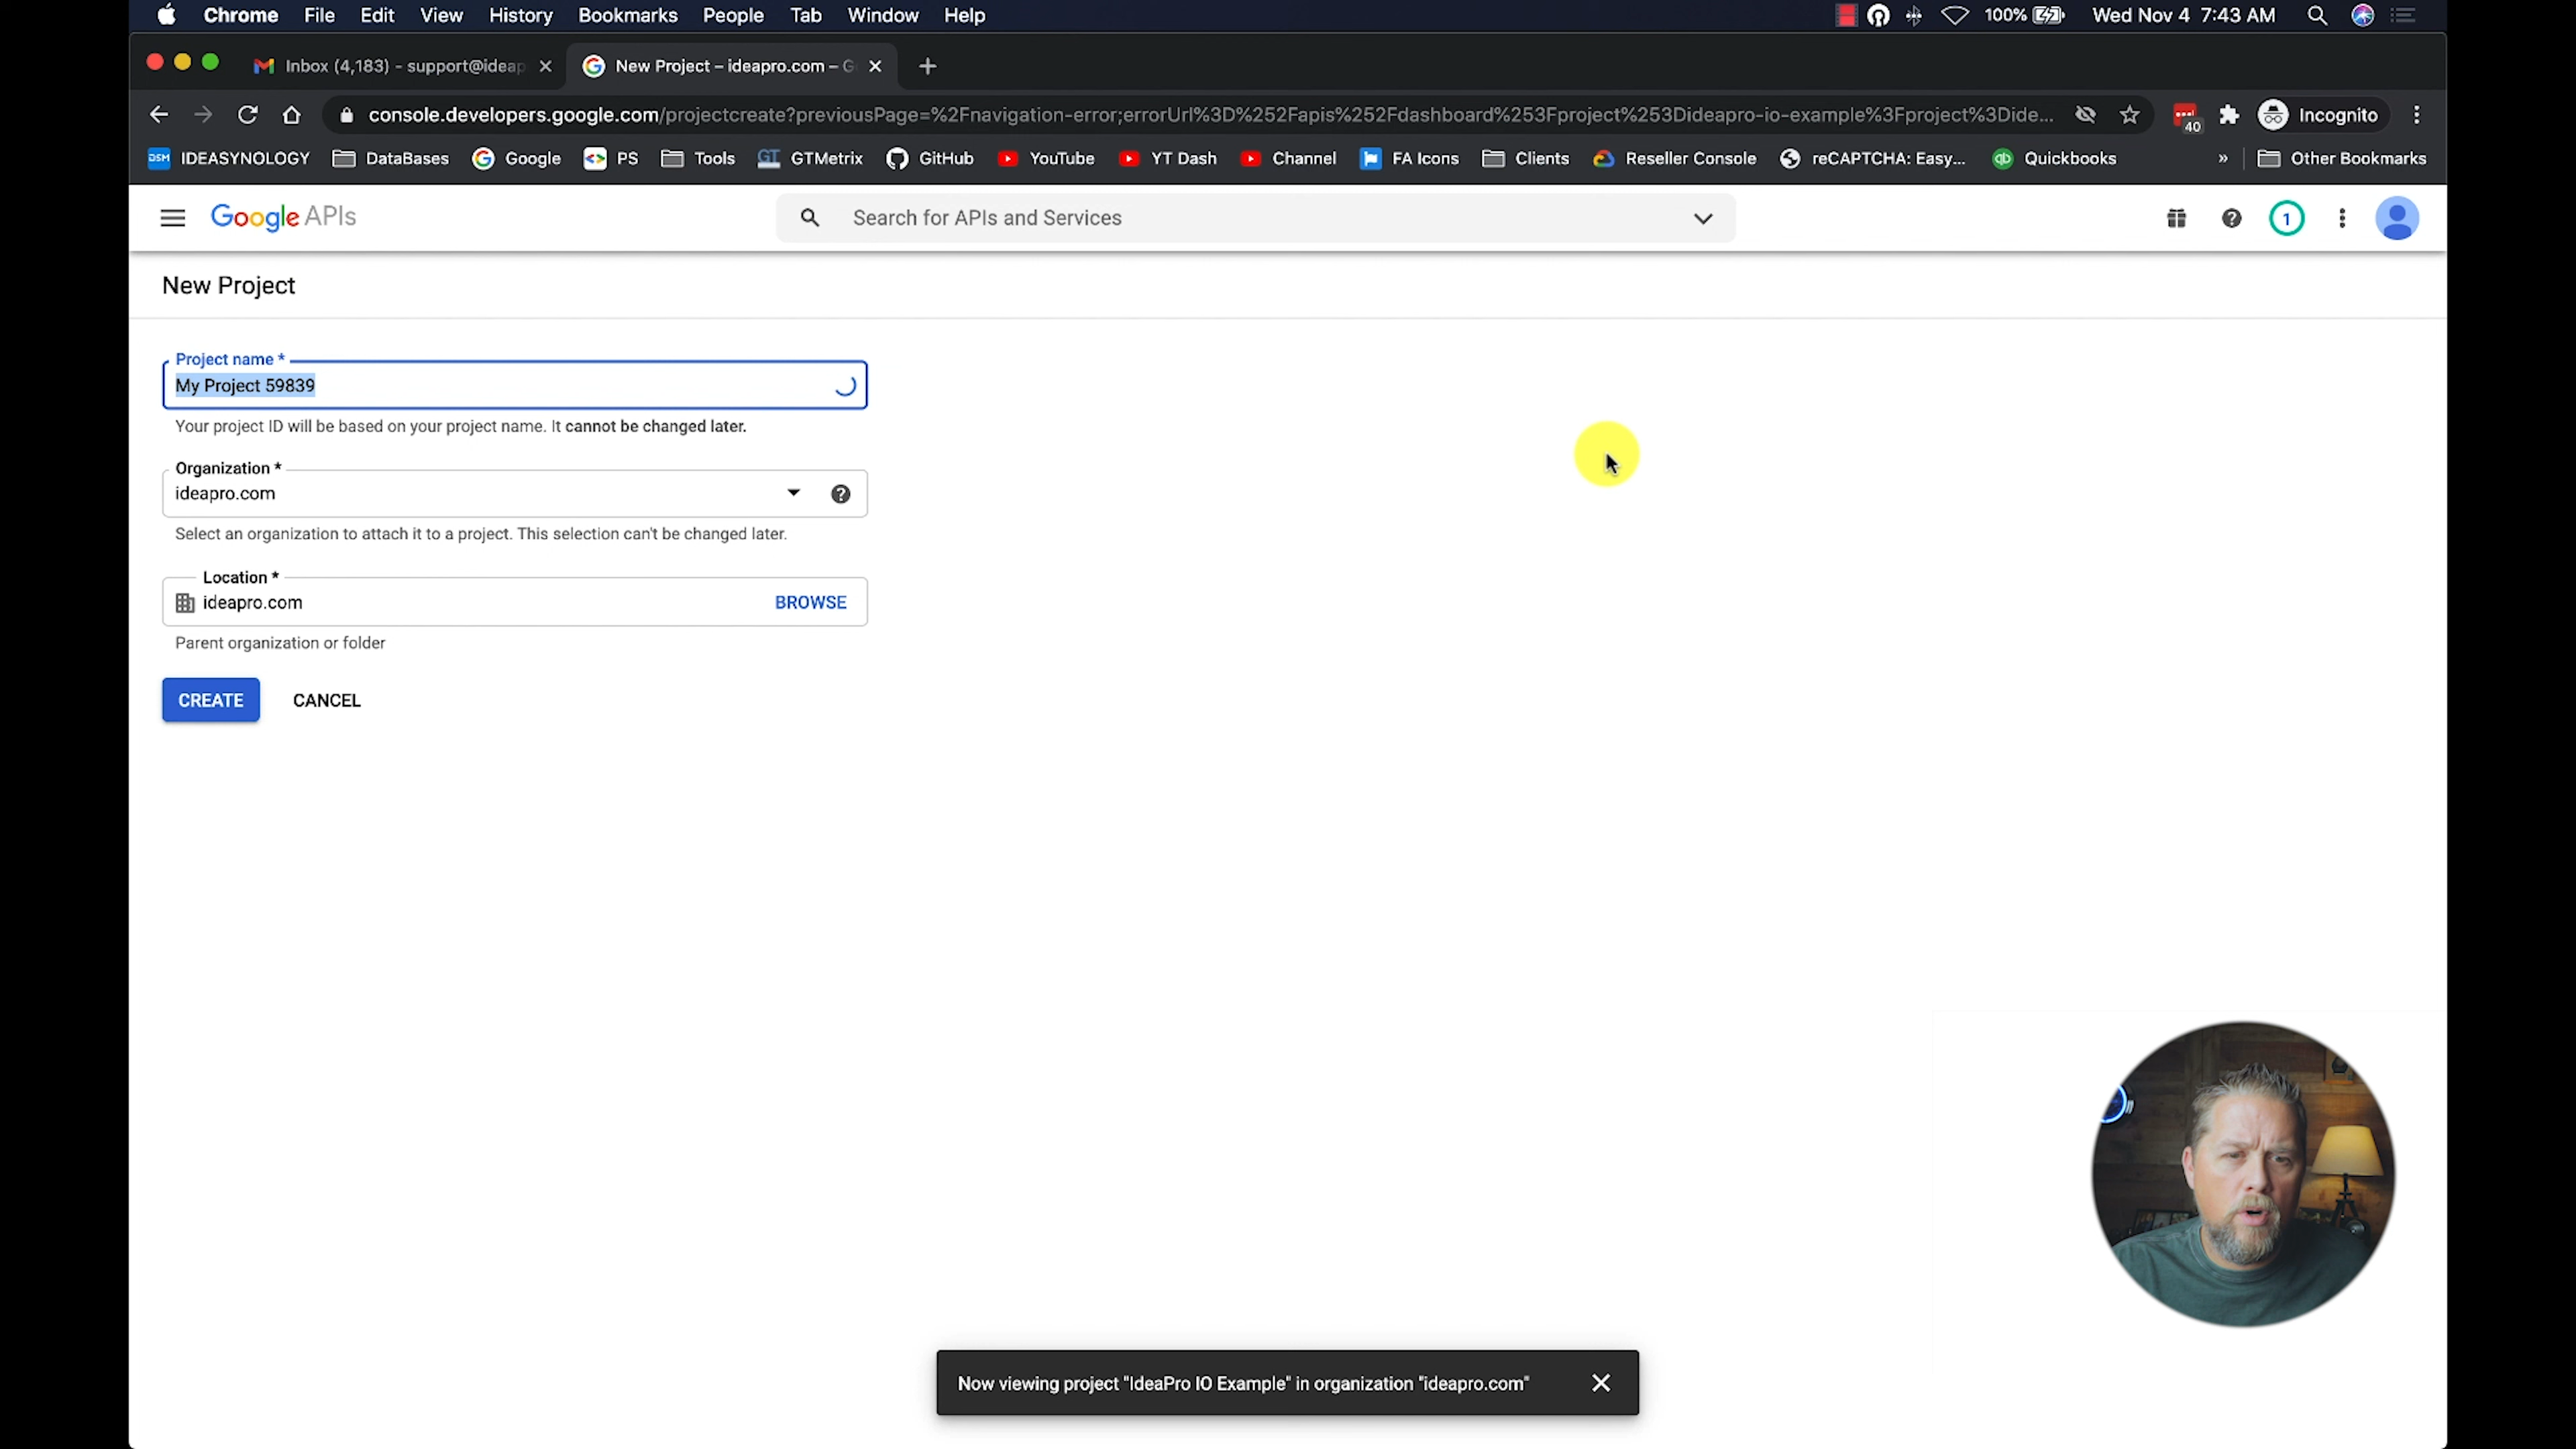 Chrome File Edit View History Bookmarks People Tab Window Help 100% Wed Nov 4 7:43 AM
Inbox (4,183) - support@ideap New Project – ideapro.com – G
console.developers.google.com/projectcreate?previousPage=%2Fnavigation-error;errorUrl%3D%252Fapis%252Fdashboard%253Fproject%253Dideapro-io-example%3Fproject%3Dide... 40 Incognito
DSM IDEASYNOLOGY DataBases Google PS Tools GT GTMetrix GitHub YouTube YT Dash Channel FA Icons Clients Reseller Console reCAPTCHA: Easy... qb Quickbooks » Other Bookmarks
Google APIs Search for APIs and Services ? 1
New Project
Project name *
My Project 59839
Your project ID will be based on your project name. It cannot be changed later.
Organization *
ideapro.com ?
Select an organization to attach it to a project. This selection can't be changed later.
Location *
ideapro.com BROWSE
Parent organization or folder
CREATE CANCEL
Now viewing project "IdeaPro IO Example" in organization "ideapro.com"